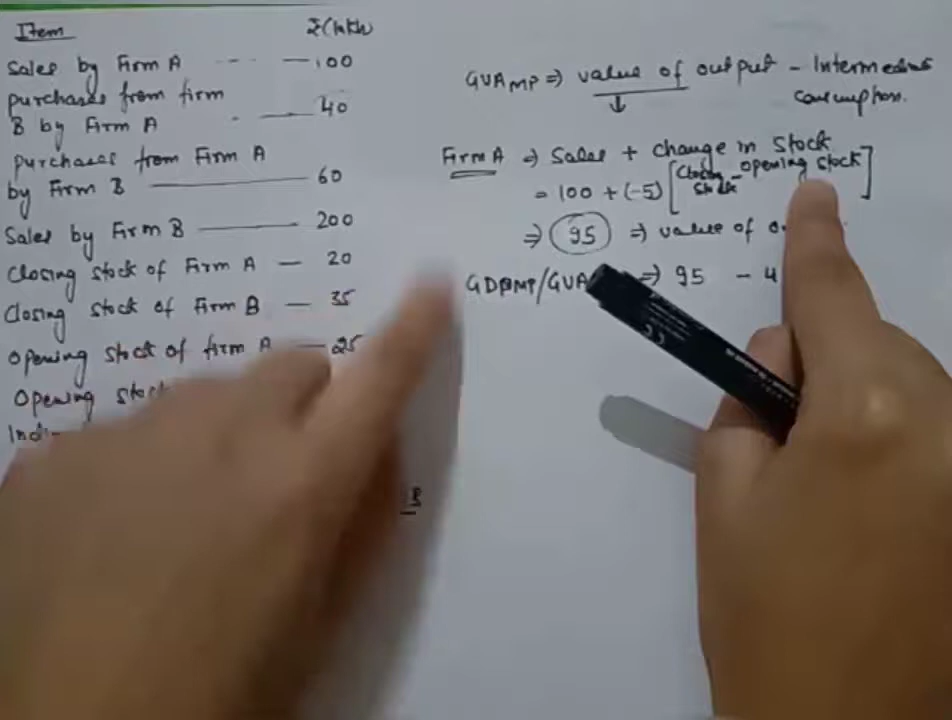 Item ₹(lakh)
Sales by Firm A --- — 100
purchases from firm
B by Firm A - — 40
purchases from Firm A
by Firm B — 60
Sales by Firm B — 200
Closing stock of Firm A — 20
Closing stock of Firm B — 35
Opening stock of firm A — 25
Opening
GVAMP ⇒ value of output - Intermediate
consumption.
↓
Firm A ⇒ Sales + change in stock
= 100 + (-5) [Closing stock - opening stock]
⇒ 95 ⇒ value of
GDPMP/GVA ⇒ 95 - 4
B